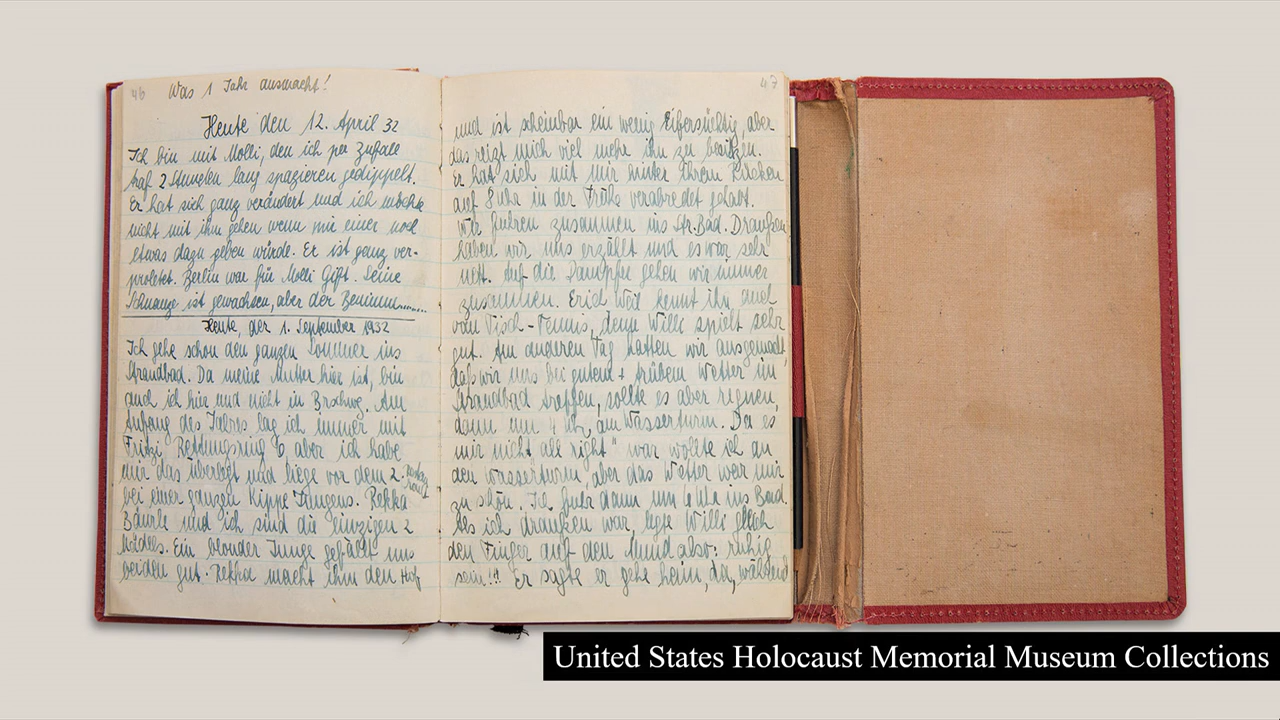 46 Was 1 Jahr ausmacht!
Heute den 12. April 32
Ich bin mit Molli, den ich per Zufall
traf 2 Stunden lang spazieren gedippelt.
Er hat sich ganz verändert und ich möchte
nicht mit ihm gehen wenn mir einer noch
etwas dazu geben würde. Er ist ganz ver-
proletet. Berlin war für Molli Gift. Seine
Schnauze ist gewachsen, aber der Benimm......
Heute, der 1. September 1932
Ich gehe schon den ganzen Sommer ins
Strandbad. Da meine Mutter hier ist, bin
auch ich hier und nicht in Brschwg. Am
Anfang des Jahres lag ich immer mit
Fritzi, Rettungsring 6, aber ich habe
mir das überlegt und liege vor dem 2.
bei einer ganzen Kippe Jungens. Rekka
Bäurle und ich sind die einzigen 2
Mädels. Ein blonder Junge gefällt uns
beiden gut. Rekka macht ihm den Hof
47
und ist scheinbar ein wenig Eifersüchtig, aber
das reizt mich viel mehr ihn zu besitzen.
Er hat sich mit mir hinter ihrem Rücken
auf 8 Uhr in der Frühe verabredet gehabt.
Wir fuhren zusammen ins Str. Bad. Draußen
haben wir uns erzählt und es war sehr
nett. Auf die Dampfer gehen wir immer
zusammen. Erich Weil kennt ihn auch
vom Tisch-Tennis, denn Willi spielt sehr
gut. Am anderen Tag hatten wir ausgemacht,
daß wir uns bei gutem + trübem Wetter im
Strandbad treffen, sollte es aber regnen,
dann um 4 Uhr, am Wasserturm. Da es
mir nicht „all right" war wollte ich an
den Wasserturm, aber das Wetter war mir
zu schön. Ich fuhr dann um 6 Uhr ins Bad.
Als ich draußen war, legte Willi gleich
den Finger auf den Mund also: ruhig
sein!!! Er sagte er gehe heim, da, während
United States Holocaust Memorial Museum Collections